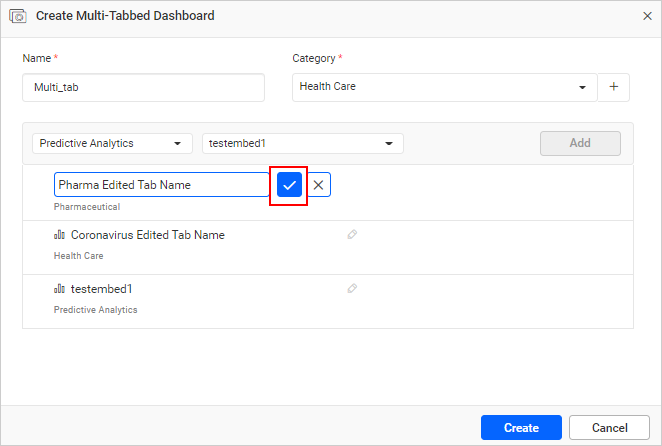 Create Multi-Tabbed Dashboard
Name *
Category *
Multi_tab
Health Care
Predictive Analytics
testembed1
Add
Pharma Edited Tab Name
Pharmaceutical
Coronavirus Edited Tab Name
Health Care
testembed1
Predictive Analytics
Create
Cancel